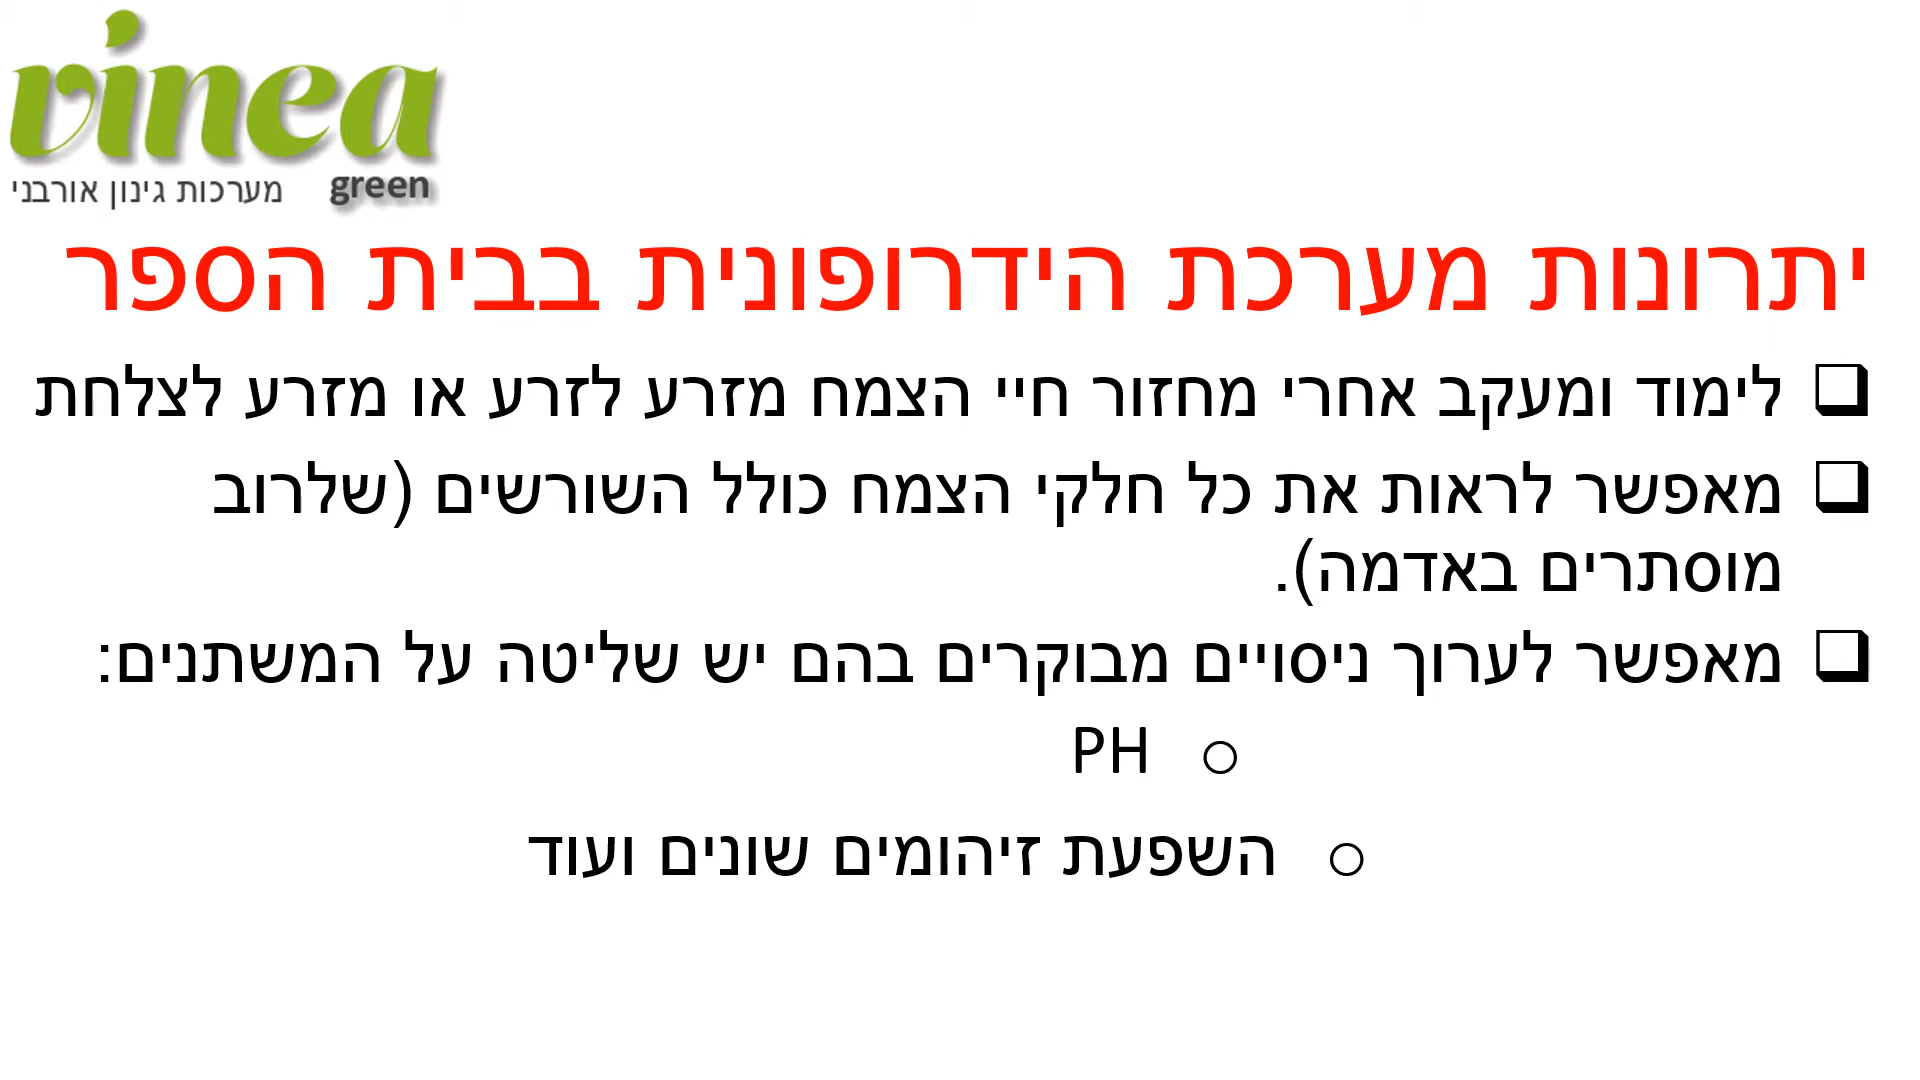 vinea
green
מערכות גינון אורבני
יתרונות מערכת הידרופונית בבית הספר
לימוד ומעקב אחרי מחזור חיי הצמח מזרע לזרע או מזרע לצלחת
מאפשר לראות את כל חלקי הצמח כולל השורשים (שלרוב
מוסתרים באדמה).
מאפשר לערוך ניסויים מבוקרים בהם יש שליטה על המשתנים:
PH
השפעת זיהומים שונים ועוד